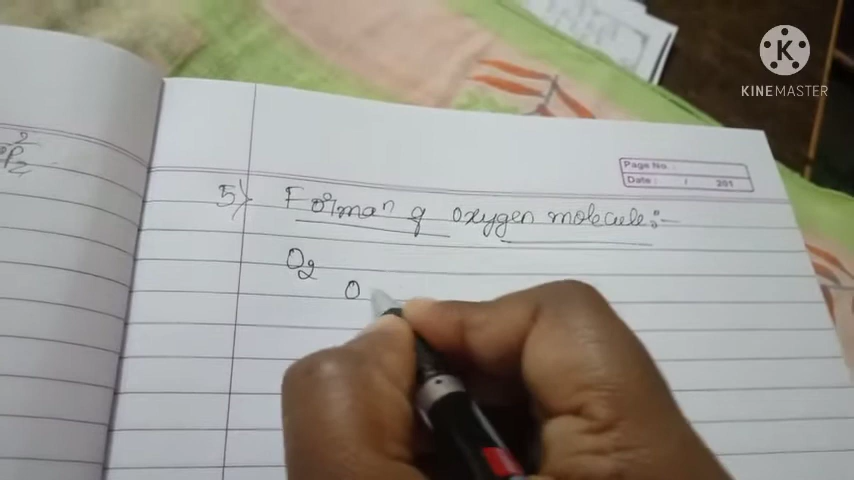 K
KINEMASTER
Page No :
Date : / 201
5) Formaⁿ of oxygen molecule :-
O₂
O